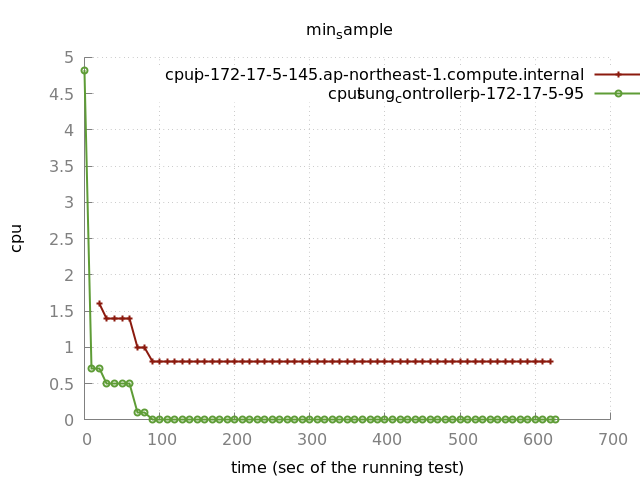 min_sample
cpu_ip-172-17-5-145.ap-northeast-1.compute.internal
cpu_tsung_controller_ip-172-17-5-95
5
4.5
4
3.5
3
2.5
2
1.5
1
0.5
0
cpu
0 100 200 300 400 500 600 700
time (sec of the running test)